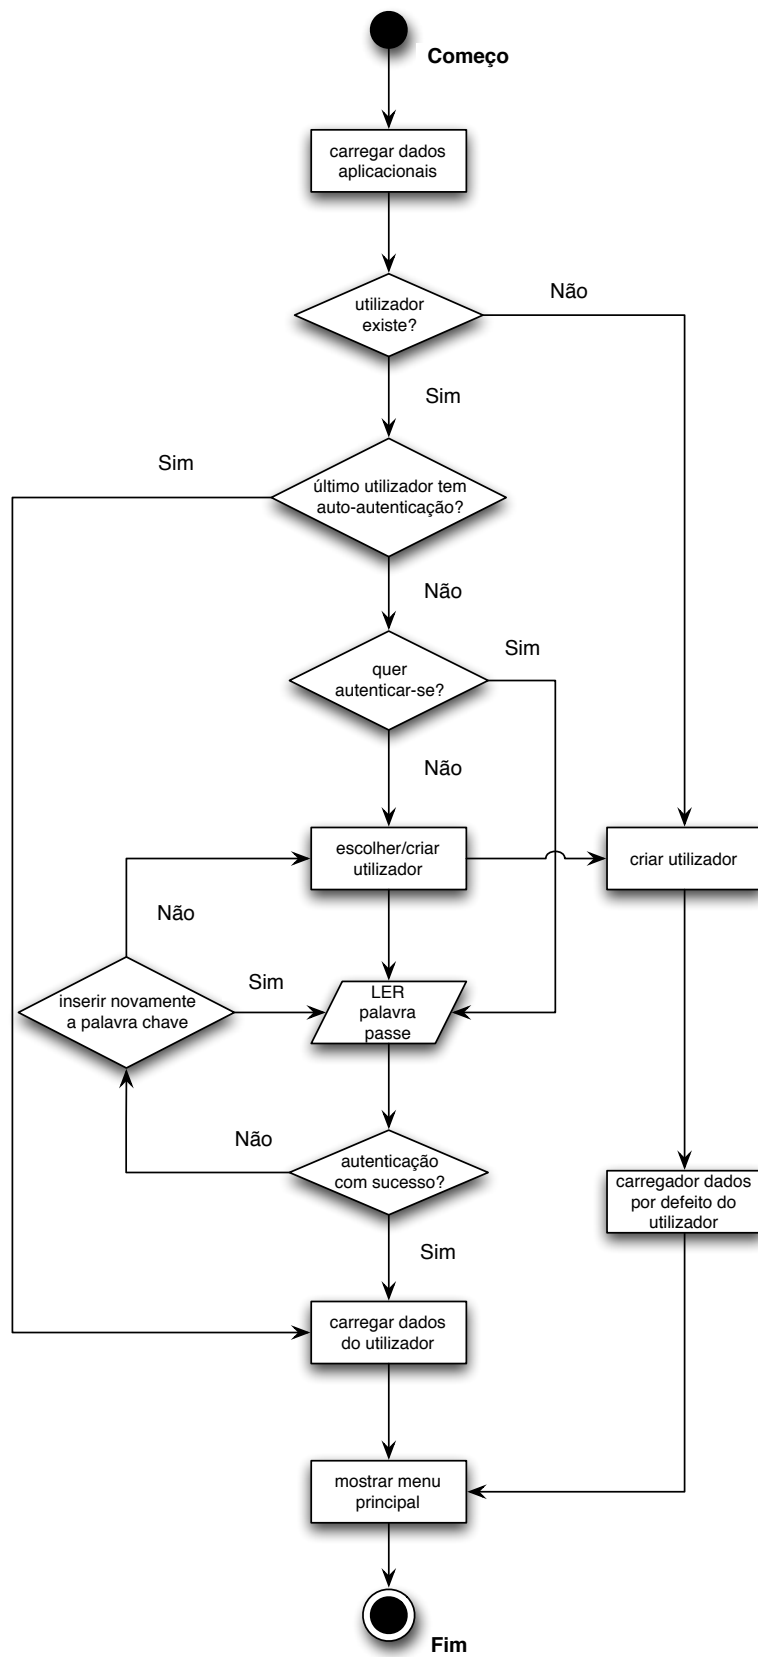 Começo
carregar dados
aplicacionais
utilizador
existe?
Não
Sim
Sim
último utilizador tem
auto-autenticação?
Não
quer
autenticar-se?
Sim
Não
escolher/criar
utilizador
criar utilizador
Não
inserir novamente
a palavra chave
Sim
LER
palavra
passe
Não
autenticação
com sucesso?
carregador dados
por defeito do
utilizador
Sim
carregar dados
do utilizador
mostrar menu
principal
Fim